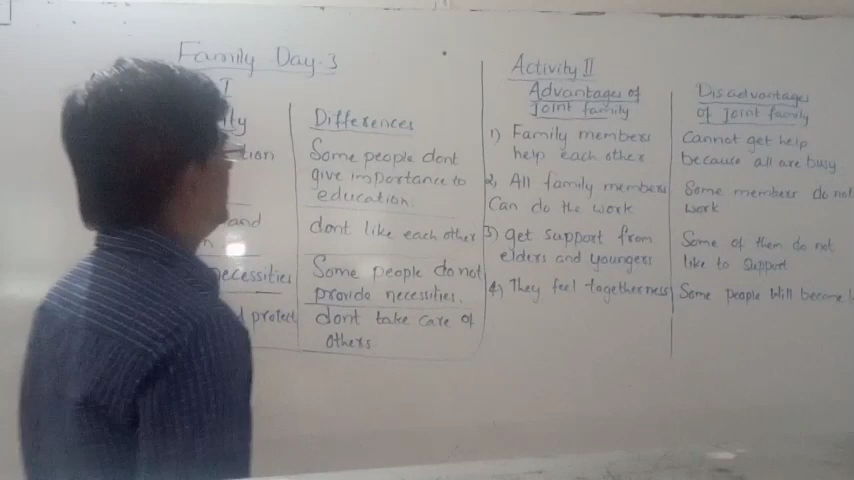 Family Day-3
I
Differences
Some people dont
give importance to
education.
and
dont like each other
necessities
Some people do not
provide necessities.
protect
dont take care of
others
Activity II
Advantages of
Joint family
1) Family members
help each other
2, All family members
Can do the work
3) get support from
elders and youngers
4) They feel togetherness
Disadvantages
of Joint family
Cannot get help
because all are busy
Some members do not
work
Some of them do not
like to support
Some people Will become